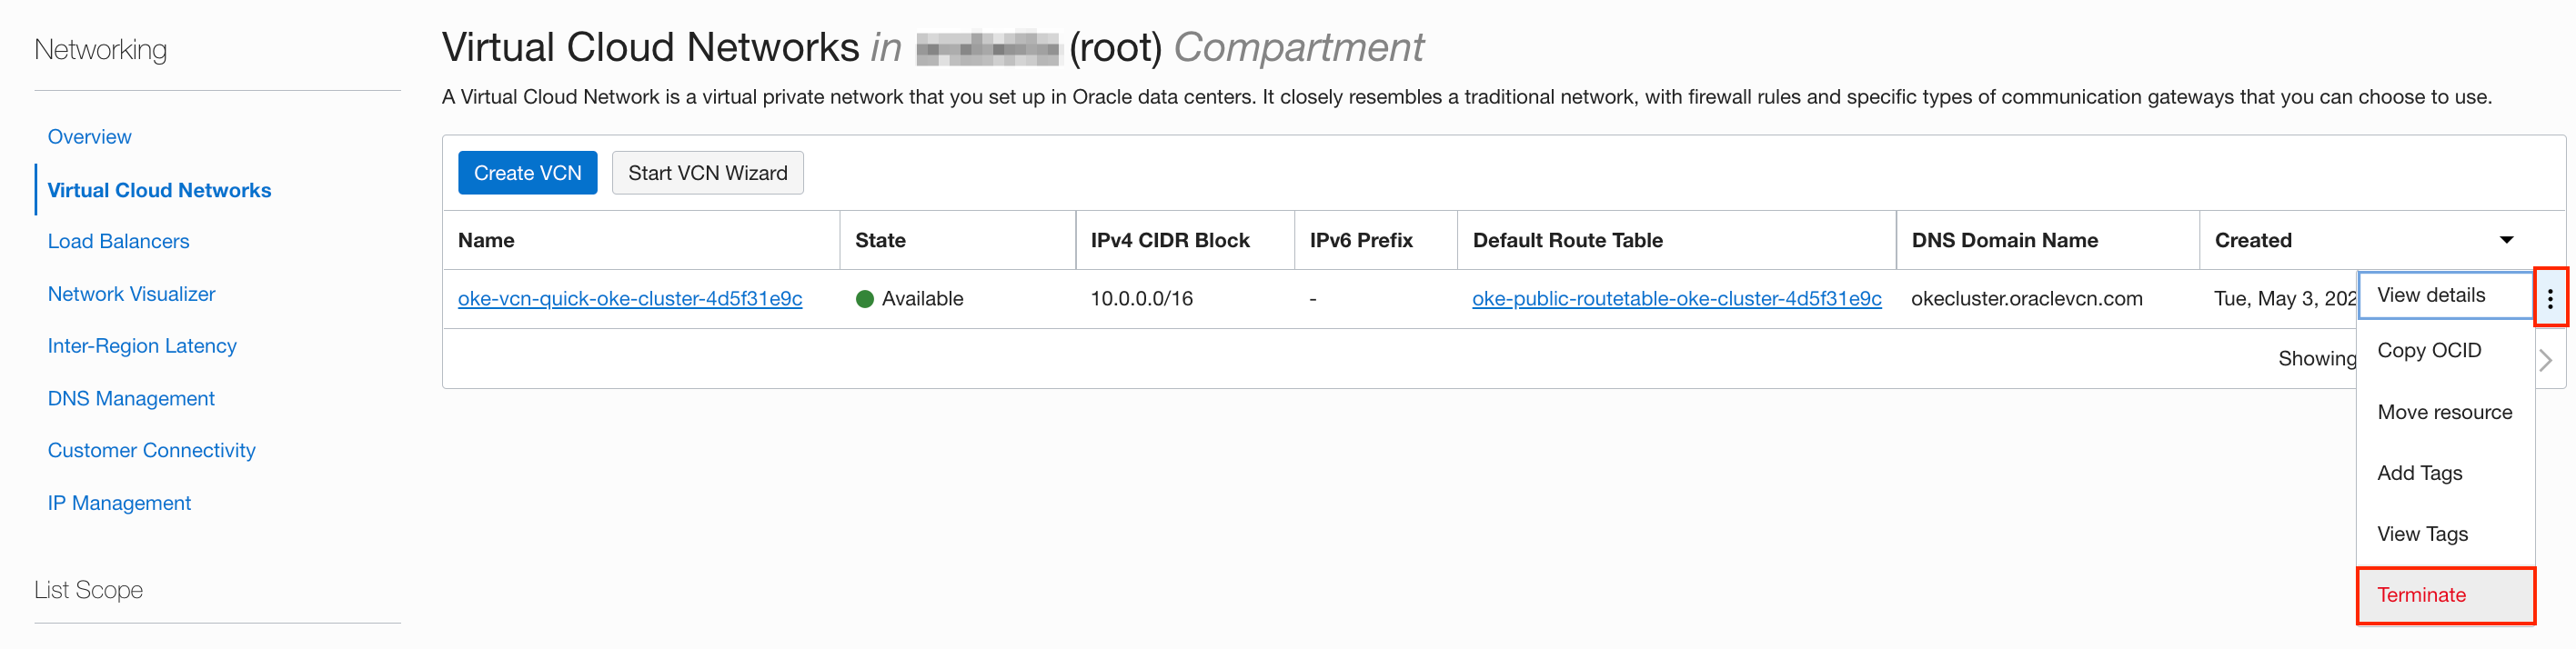 Networking
Overview
Virtual Cloud Networks
Load Balancers
Network Visualizer
Inter-Region Latency
DNS Management
Customer Connectivity
IP Management
List Scope
Virtual Cloud Networks in (root) Compartment
A Virtual Cloud Network is a virtual private network that you set up in Oracle data centers. It closely resembles a traditional network, with firewall rules and specific types of communication gateways that you can choose to use.
Create VCN Start VCN Wizard
Name State IPv4 CIDR Block IPv6 Prefix Default Route Table DNS Domain Name Created
oke-vcn-quick-oke-cluster-4d5f31e9c Available 10.0.0.0/16 - oke-public-routetable-oke-cluster-4d5f31e9c okecluster.oraclevcn.com Tue, May 3, 202
Showing
View details
Copy OCID
Move resource
Add Tags
View Tags
Terminate